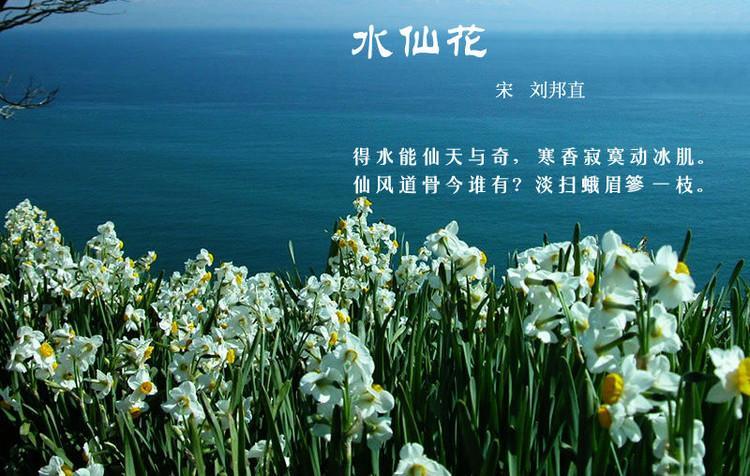 水仙花
宋 刘邦直
得水能仙天与奇，寒香寂寞动冰肌。
仙风道骨今谁有？淡扫蛾眉篸一枝。